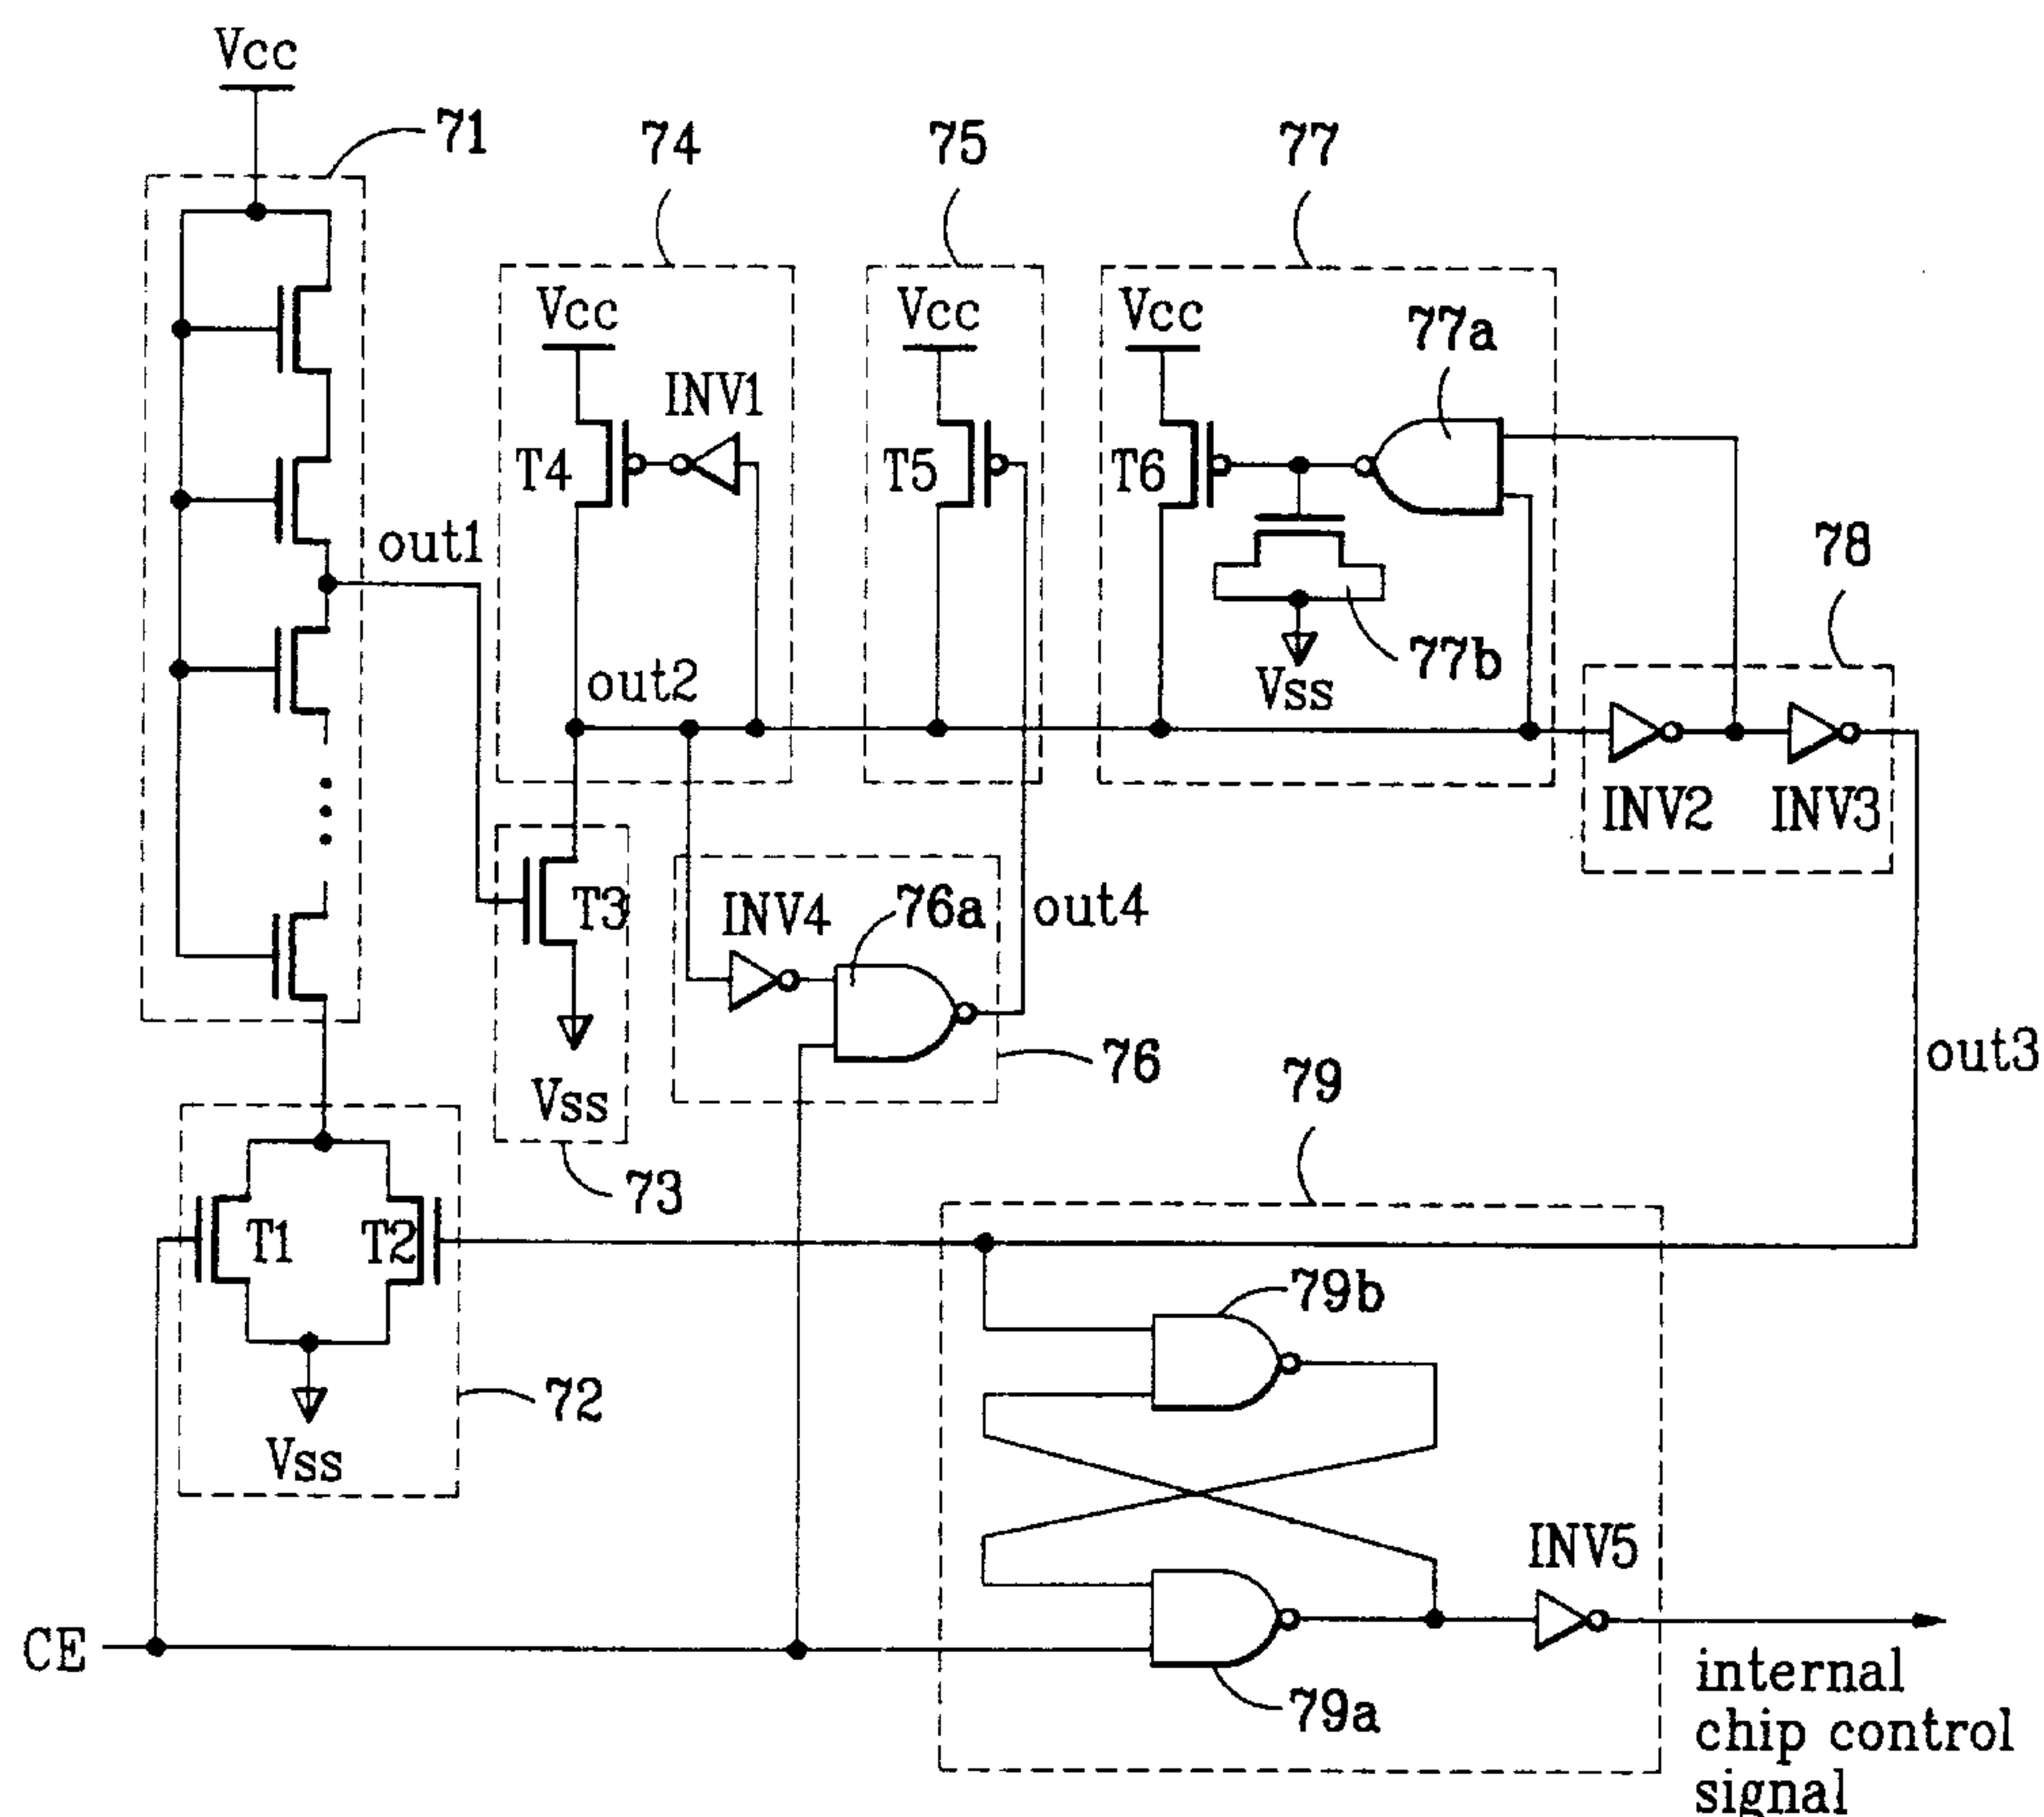 Vcc
71
74
75
77
Vcc
INV1
T4
Vcc
T5
Vcc
T6
77a
77b
Vss
78
out1
out2
INV2
INV3
T3
Vss
73
INV4
76a
out4
76
out3
79
T1
T2
72
Vss
79b
79a
INV5
CE
internal
chip control
signal